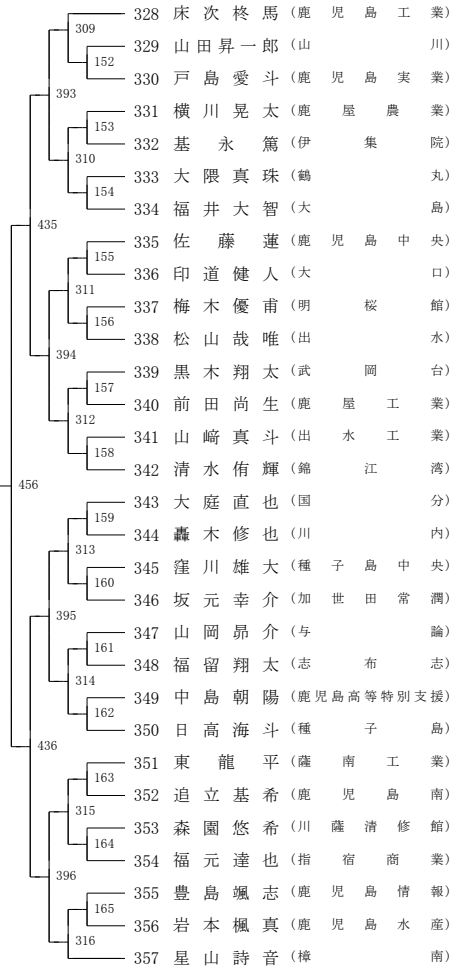 328 床次柊馬 (鹿児島工業)
309
329 山田昇一郎 (山川)
152
330 戸島愛斗 (鹿児島実業)
393
331 横川晃太 (鹿屋農業)
153
332 基永篤 (伊集院)
310
333 大隈真珠 (鶴丸)
154
334 福井大智 (大島)
435
335 佐藤蓮 (鹿児島中央)
155
336 印道健人 (大口)
311
337 梅木優甫 (明桜館)
156
338 松山哉唯 (出水)
394
339 黒木翔太 (武岡台)
157
340 前田尚生 (鹿屋工業)
312
341 山﨑真斗 (出水工業)
158
342 清水侑輝 (錦江湾)
456
343 大庭直也 (国分)
159
344 轟木修也 (川内)
313
345 窪川雄大 (種子島中央)
160
346 坂元幸介 (加世田常潤)
395
347 山岡昴介 (与論)
161
348 福留翔太 (志布志)
314
349 中島朝陽 (鹿児島高等特別支援)
162
350 日高海斗 (種子島)
436
351 東龍平 (薩南工業)
163
352 追立基希 (鹿児島南)
315
353 森園悠希 (川薩清修館)
164
354 福元達也 (指宿商業)
396
355 豊島颯志 (鹿児島情報)
165
356 岩本楓真 (鹿児島水産)
316
357 星山詩音 (樟南)